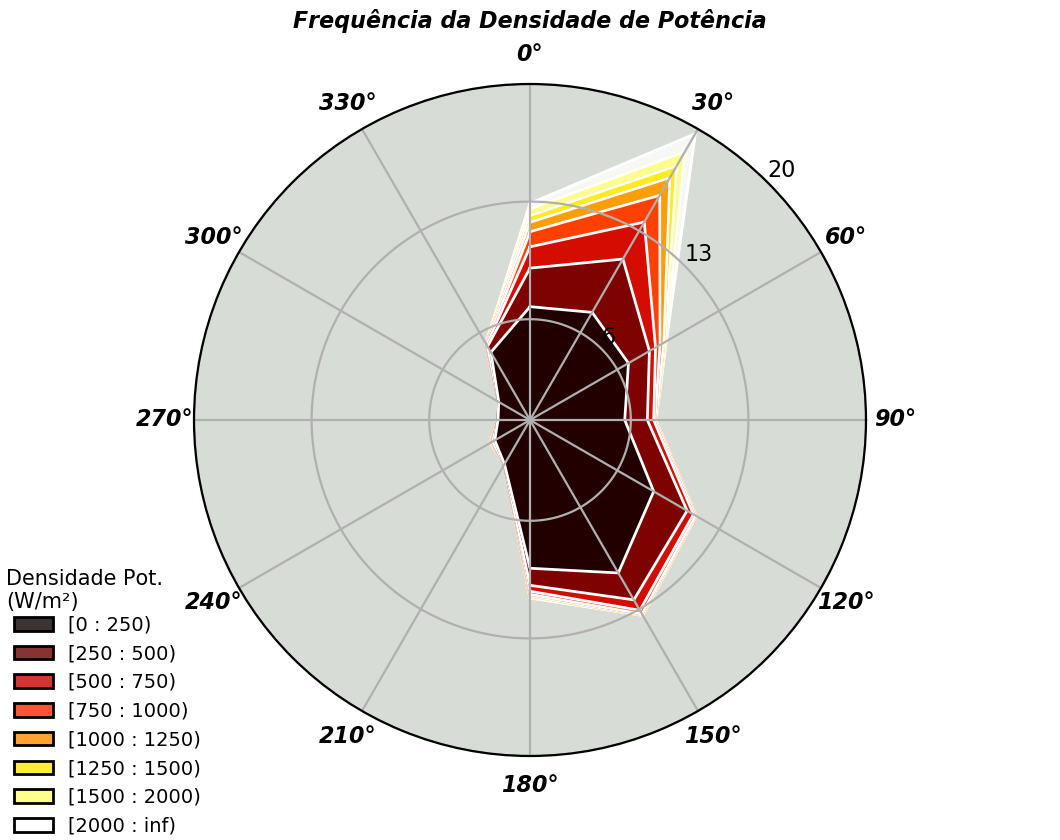 Frequência da Densidade de Potência
0°
330°
30°
20
300°
60°
13
6
270°
90°
Densidade Pot.
(W/m²)
240°
120°
[0 : 250)
[250 : 500)
[500 : 750)
[750 : 1000)
[1000 : 1250)
[1250 : 1500)
[1500 : 2000)
[2000 : inf)
210°
150°
180°